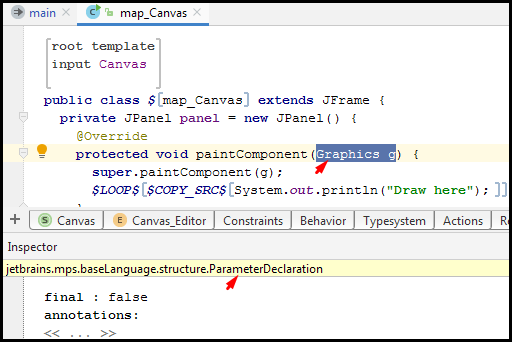 main map_Canvas
root template
input Canvas
public class $[map_Canvas] extends JFrame {
private JPanel panel = new JPanel() {
@Override
protected void paintComponent(Graphics g) {
super.paintComponent(g);
$LOOP$[$COPY_SRC$[System.out.println("Draw here"); ]]
}
S Canvas E Canvas_Editor Constraints Behavior Typesystem Actions
Inspector
jetbrains.mps.baseLanguage.structure.ParameterDeclaration
final : false
annotations:
<< ... >>